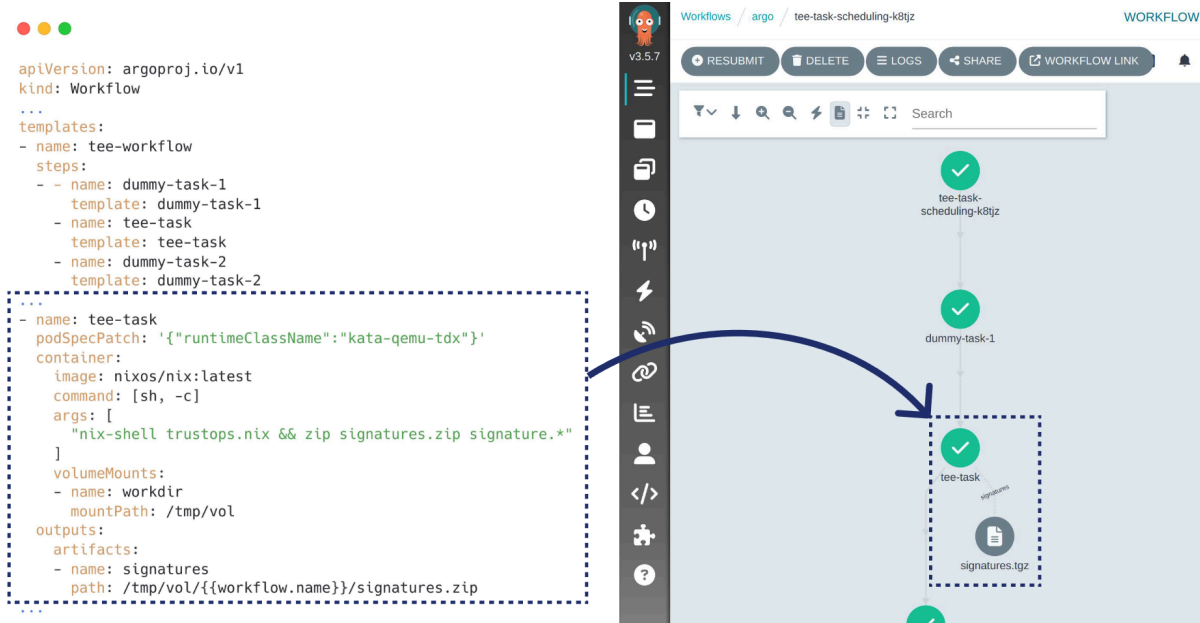 apiVersion: argoproj.io/v1
kind: Workflow
...
templates:
- name: tee-workflow
  steps:
  - - name: dummy-task-1
      template: dummy-task-1
    - name: tee-task
      template: tee-task
    - name: dummy-task-2
      template: dummy-task-2
...
- name: tee-task
  podSpecPatch: '{"runtimeClassName":"kata-qemu-tdx"}'
  container:
    image: nixos/nix:latest
    command: [sh, -c]
    args: [
      "nix-shell trustops.nix && zip signatures.zip signature.*"
    ]
    volumeMounts:
    - name: workdir
      mountPath: /tmp/vol
  outputs:
    artifacts:
    - name: signatures
      path: /tmp/vol/{{workflow.name}}/signatures.zip
...
v3.5.7
Workflows / argo / tee-task-scheduling-k8tjz
WORKFLOW
RESUBMIT
DELETE
LOGS
SHARE
WORKFLOW LINK
Search
tee-task-
scheduling-k8tjz
dummy-task-1
tee-task
signatures
signatures.tgz